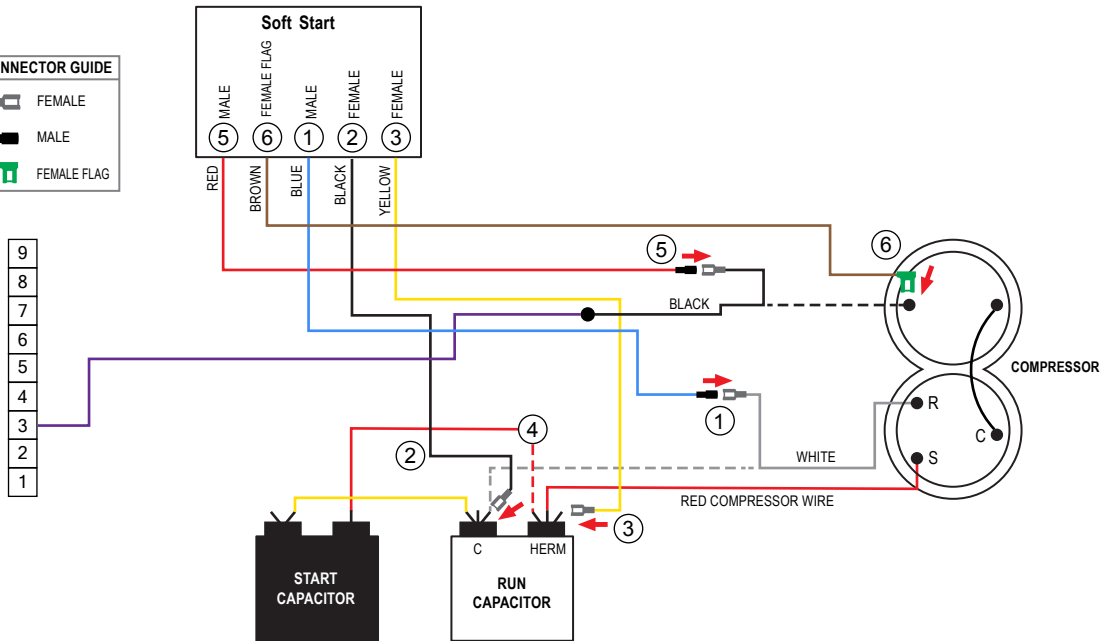 Soft Start
MALE
FEMALE FLAG
MALE
FEMALE
FEMALE
5
6
1
2
3
RED
BROWN
BLUE
BLACK
YELLOW
NNECTOR GUIDE
FEMALE
MALE
FEMALE FLAG
9
8
7
6
5
4
3
2
1
5
6
BLACK
COMPRESSOR
1
R
C
S
4
2
WHITE
RED COMPRESSOR WIRE
3
C
HERM
START
CAPACITOR
RUN
CAPACITOR